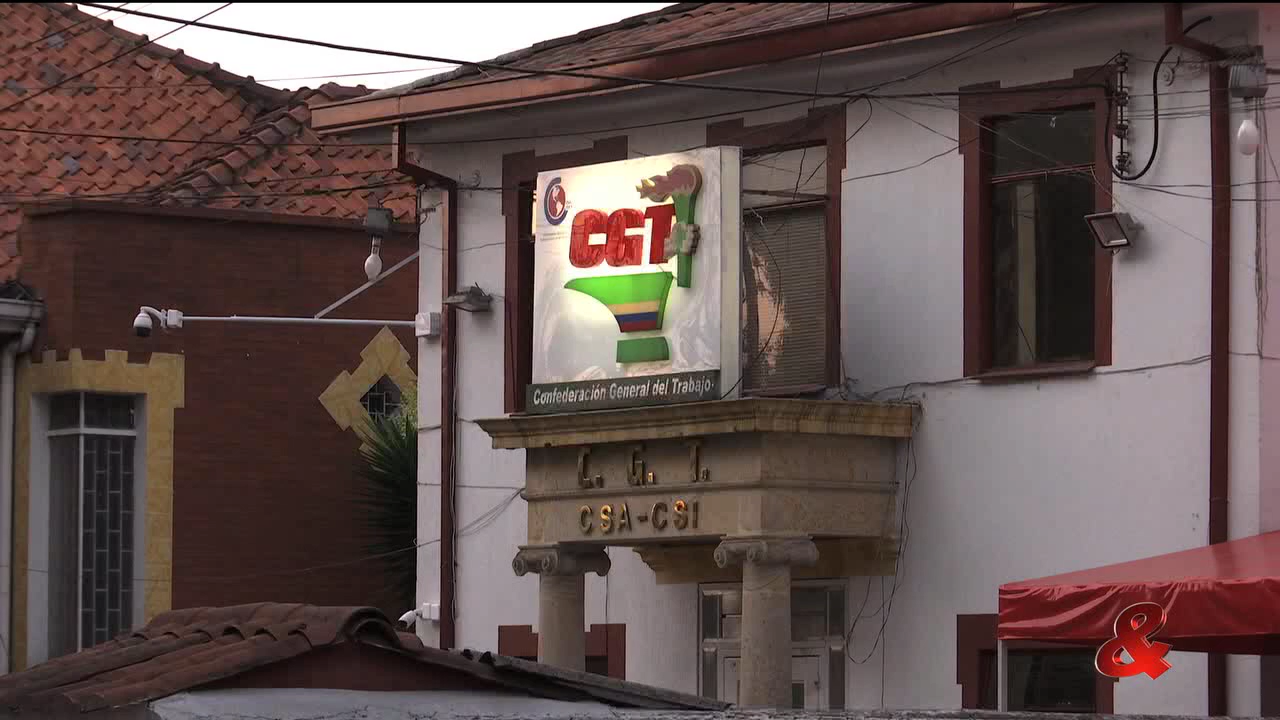 CGT
Confederación General del Trabajo
C. G. T.
CSA-CSI
&